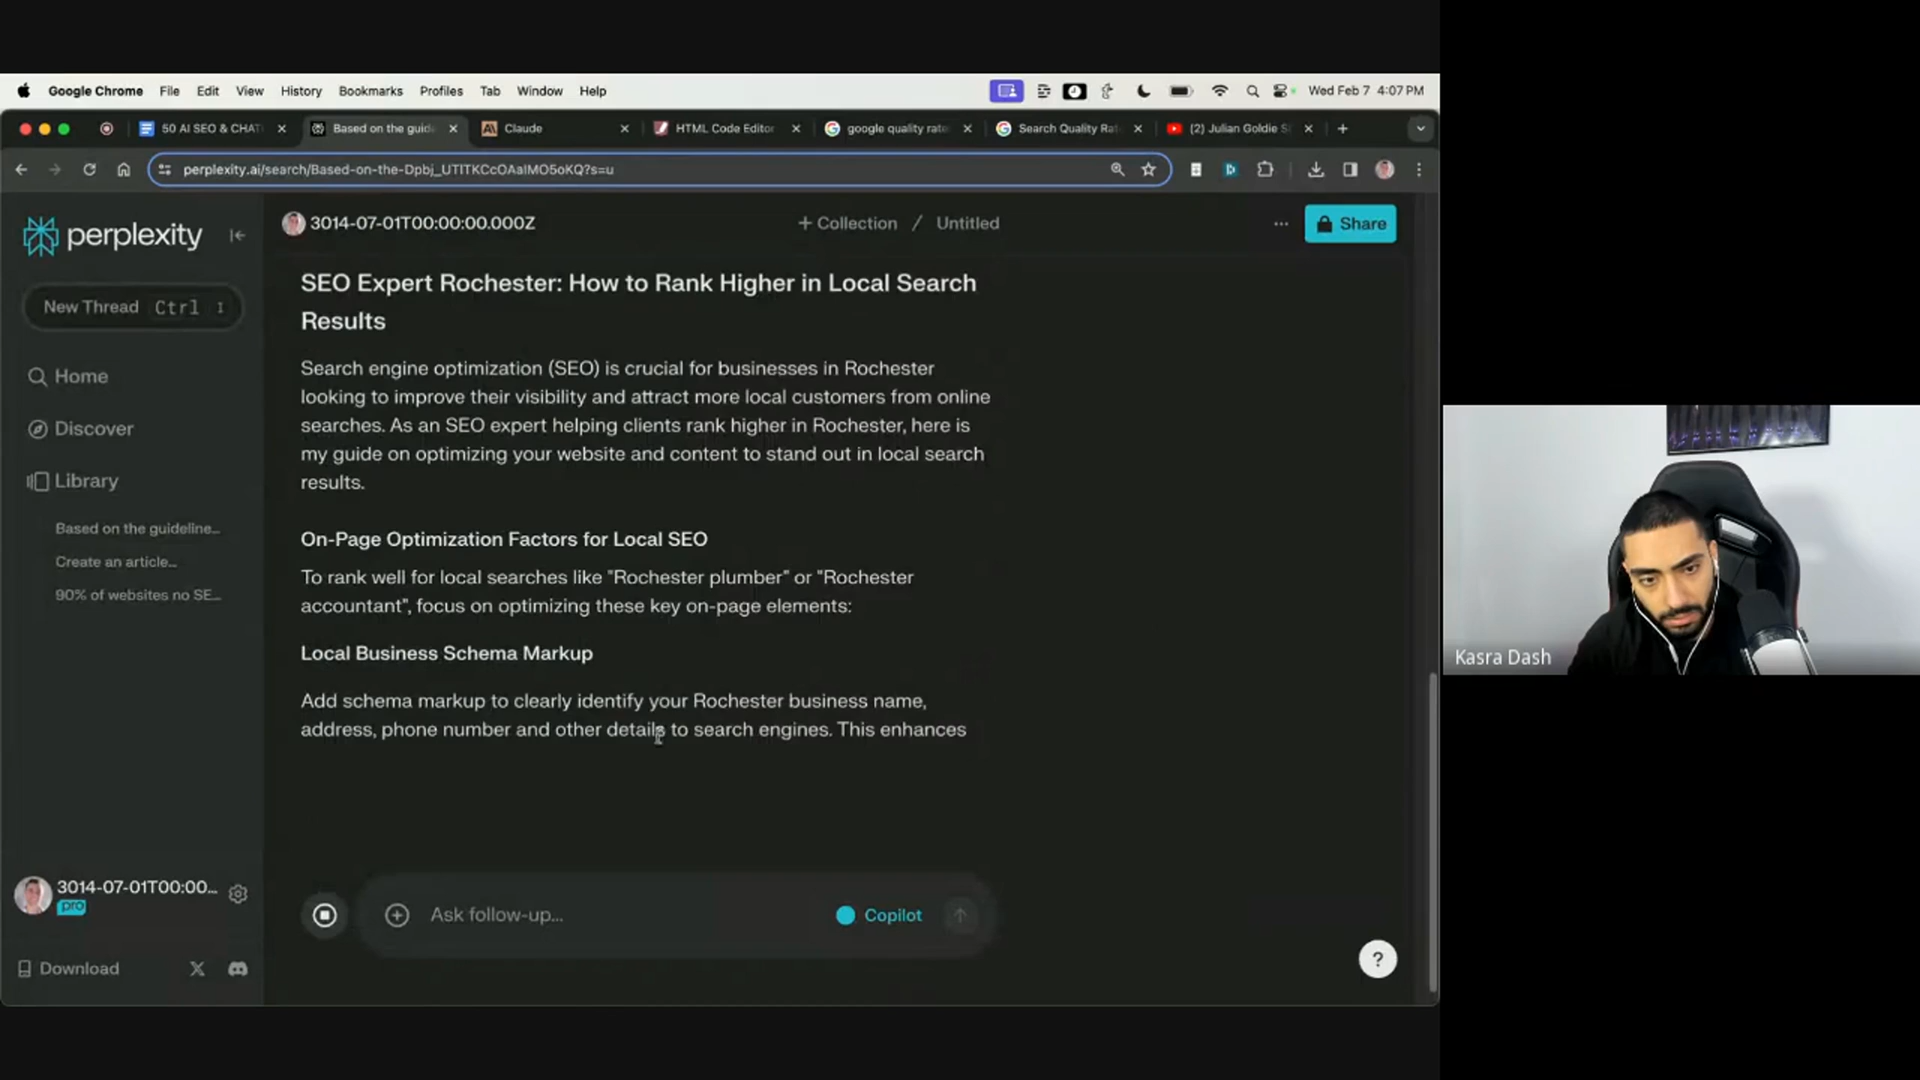 Google Chrome File Edit View History Bookmarks Profiles Tab Window Help Wed Feb 7 4:07 PM
50 AI SEO & CHAT Based on the guid Claude HTML Code Editor google quality rate Search Quality Ra (2) Julian Goldie S
perplexity.ai/search/Based-on-the-Dpbj_UTITKCcOAaIMO5oKQ?s=u
perplexity
3014-07-01T00:00:00.000Z
+ Collection / Untitled
Share
New Thread Ctrl I
Home
Discover
Library
Based on the guideline...
Create an article...
90% of websites no SE...
SEO Expert Rochester: How to Rank Higher in Local Search
Results
Search engine optimization (SEO) is crucial for businesses in Rochester
looking to improve their visibility and attract more local customers from online
searches. As an SEO expert helping clients rank higher in Rochester, here is
my guide on optimizing your website and content to stand out in local search
results.
On-Page Optimization Factors for Local SEO
To rank well for local searches like "Rochester plumber" or "Rochester
accountant", focus on optimizing these key on-page elements:
Local Business Schema Markup
Add schema markup to clearly identify your Rochester business name,
address, phone number and other details to search engines. This enhances
3014-07-01T00:00...
pro
Download
Ask follow-up...
Copilot
?
Kasra Dash